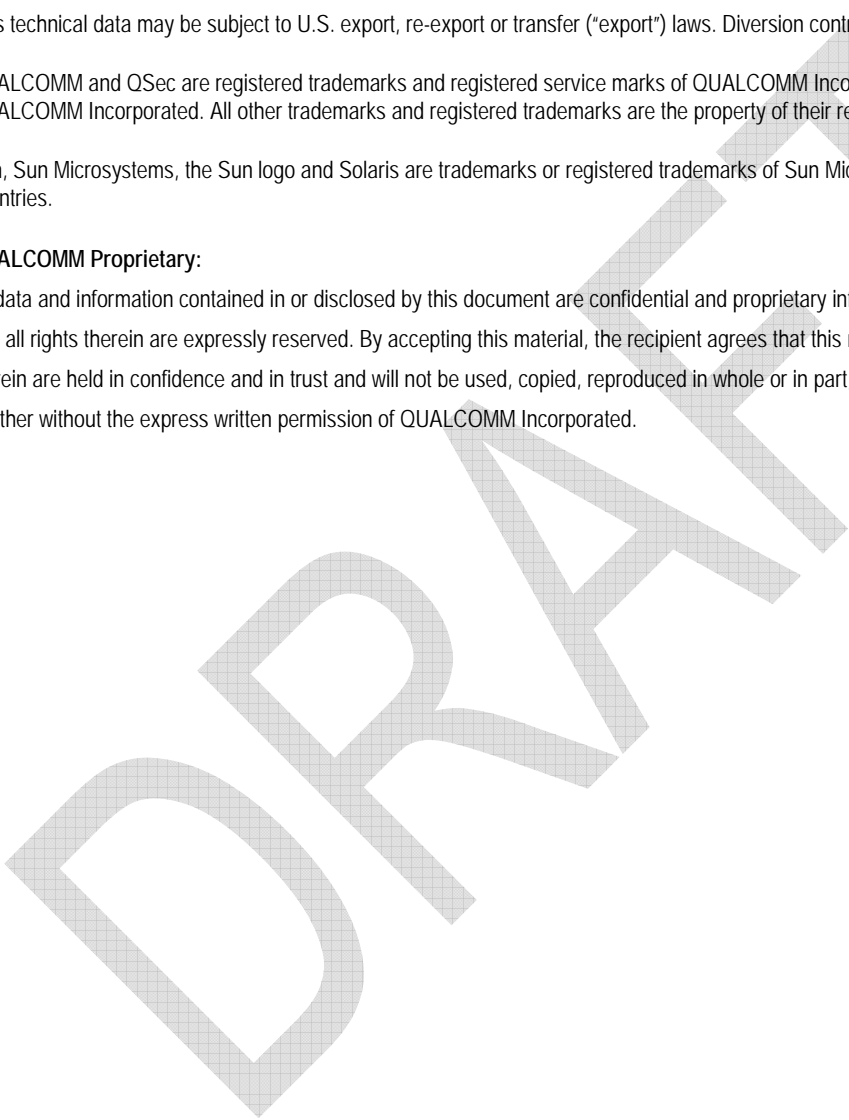 s technical data may be subject to U.S. export, re-export or transfer (“export”) laws. Diversion contr
ALCOMM and QSec are registered trademarks and registered service marks of QUALCOMM Inco
ALCOMM Incorporated. All other trademarks and registered trademarks are the property of their re
, Sun Microsystems, the Sun logo and Solaris are trademarks or registered trademarks of Sun Mic
ntries.
ALCOMM Proprietary:
data and information contained in or disclosed by this document are confidential and proprietary in
all rights therein are expressly reserved. By accepting this material, the recipient agrees that this
rein are held in confidence and in trust and will not be used, copied, reproduced in whole or in part
ther without the express written permission of QUALCOMM Incorporated.
DRAFT